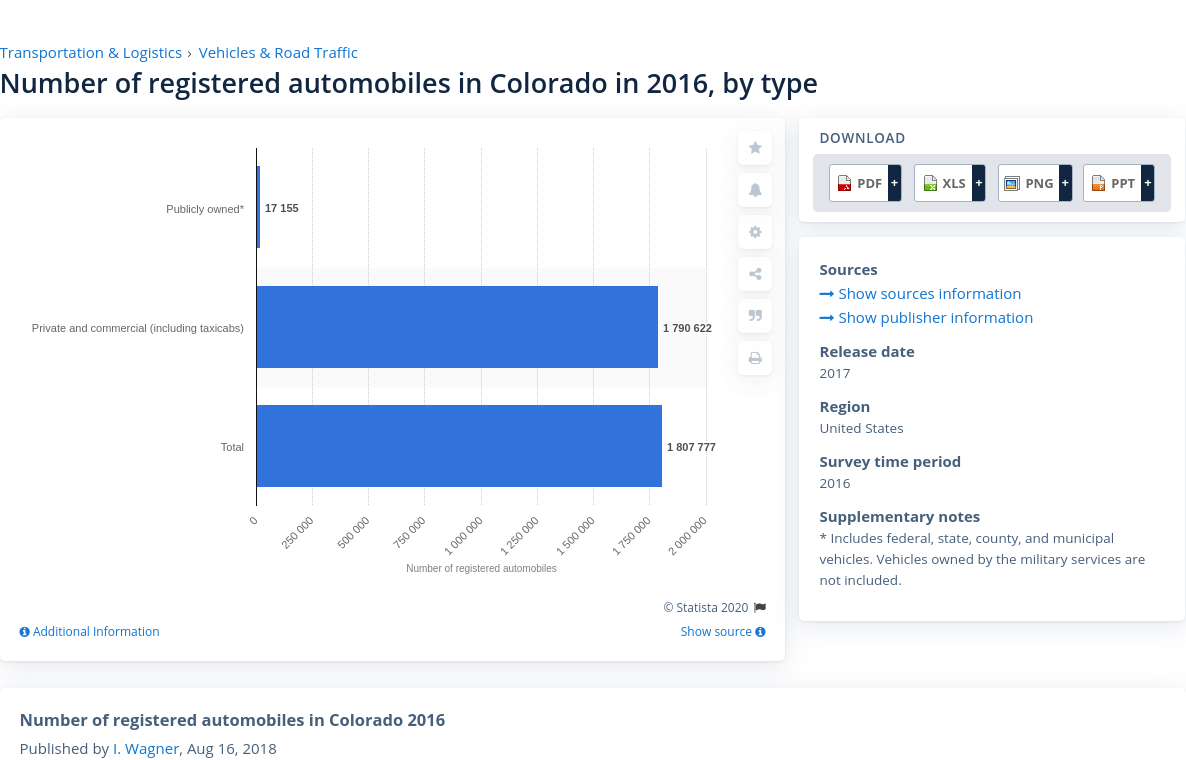 Transportation & Logistics › Vehicles & Road Traffic
Number of registered automobiles in Colorado in 2016, by type
Publicly owned*
17 155
Private and commercial (including taxicabs)
1 790 622
Total
1 807 777
0
250 000
500 000
750 000
1 000 000
1 250 000
1 500 000
1 750 000
2 000 000
Number of registered automobiles
© Statista 2020
Additional Information
Show source
DOWNLOAD
PDF +
XLS +
PNG +
PPT +
Sources
Show sources information
Show publisher information
Release date
2017
Region
United States
Survey time period
2016
Supplementary notes
* Includes federal, state, county, and municipal
vehicles. Vehicles owned by the military services are
not included.
Number of registered automobiles in Colorado 2016
Published by I. Wagner, Aug 16, 2018